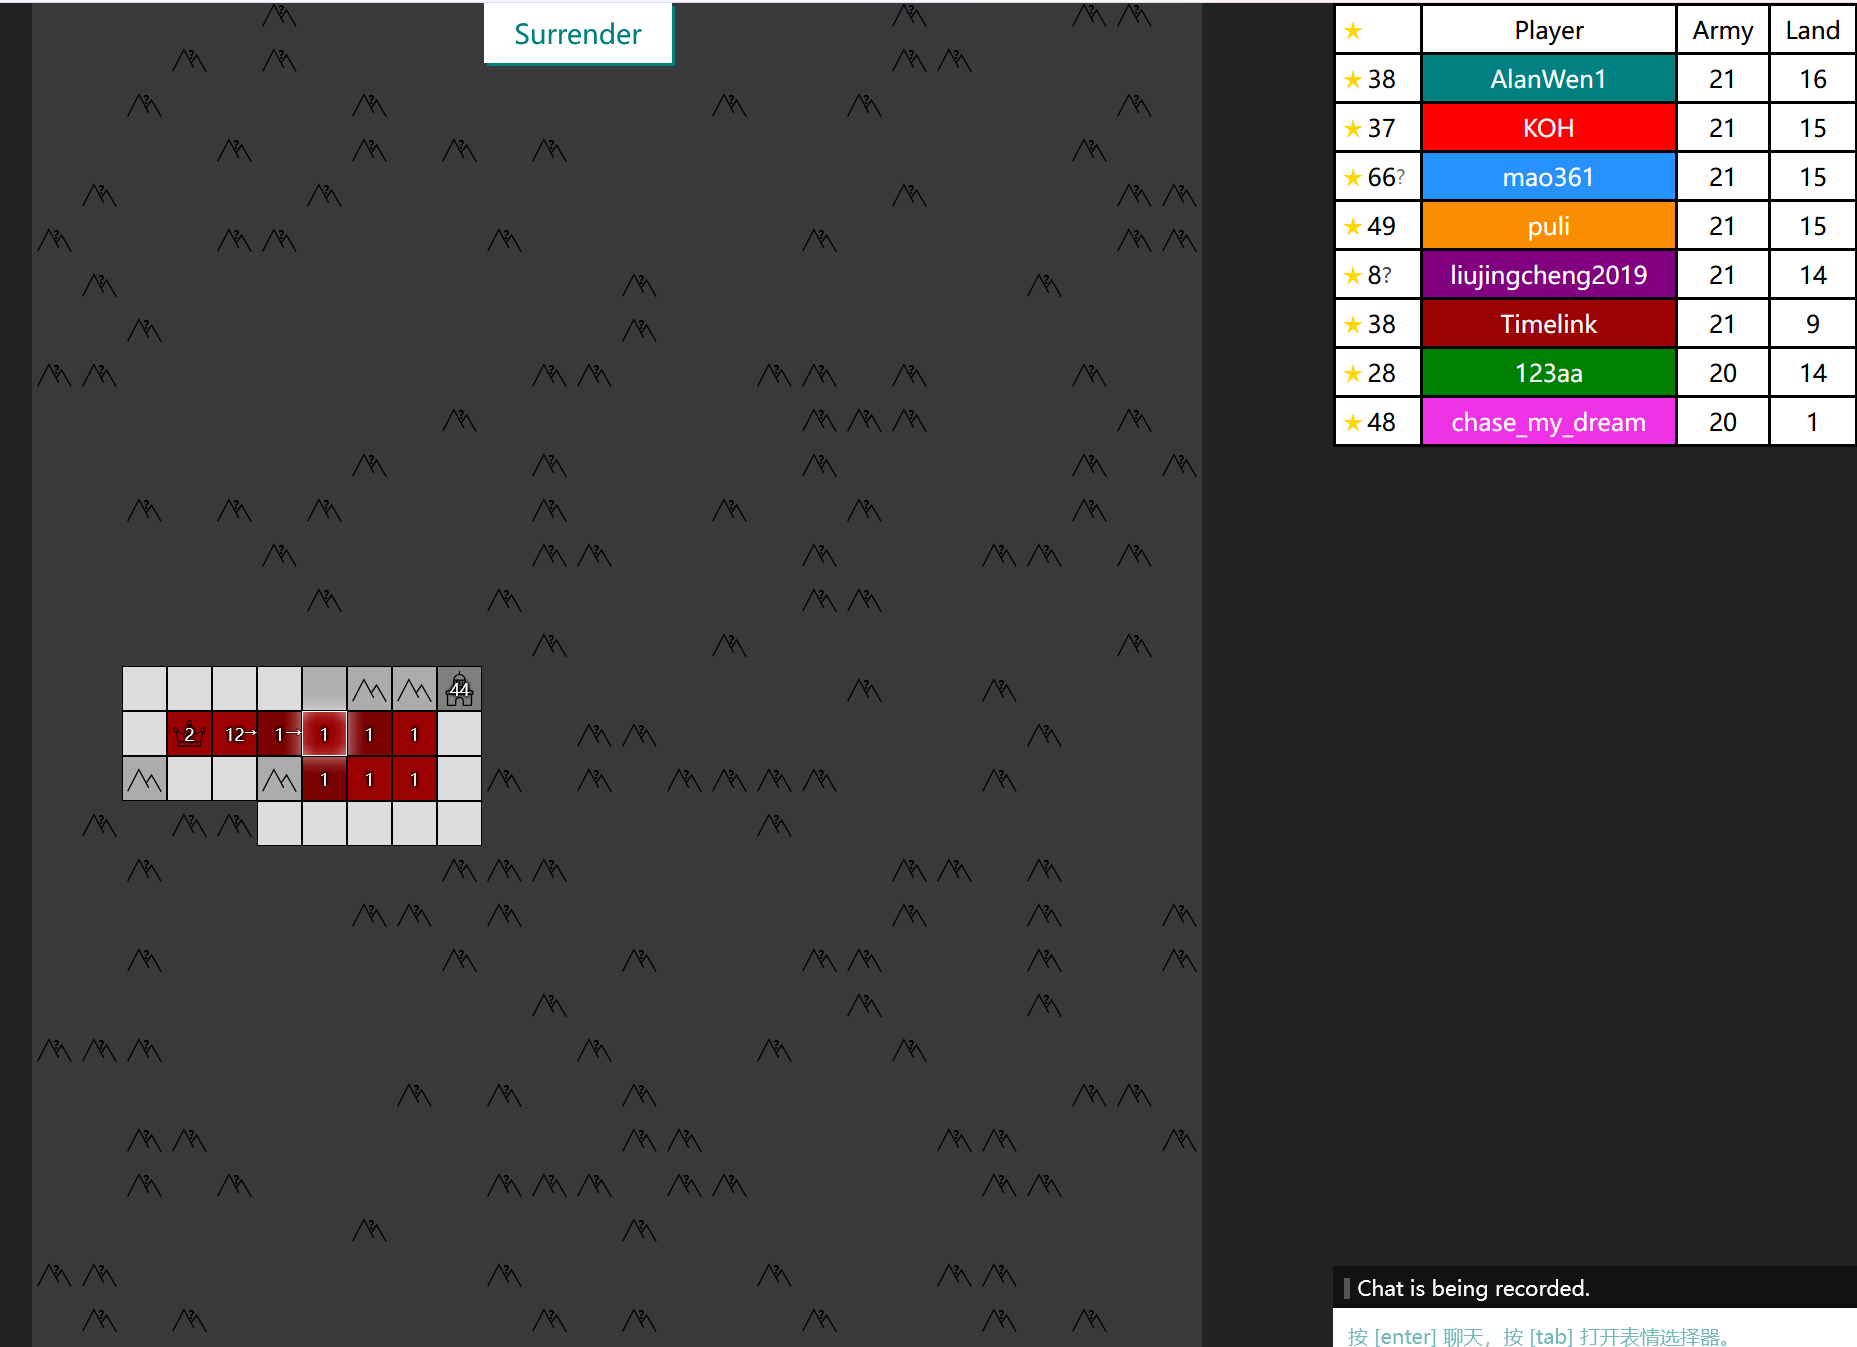 Surrender
★ Player Army Land
★ 38 AlanWen1 21 16
★ 37 KOH 21 15
★ 66? mao361 21 15
★ 49 puli 21 15
★ 8? liujingcheng2019 21 14
★ 38 Timelink 21 9
★ 28 123aa 20 14
★ 48 chase_my_dream 20 1
44
2 12→ 1→ 1 1 1
1 1 1
Chat is being recorded.
按 [enter] 聊天，按 [tab] 打开表情选择器。